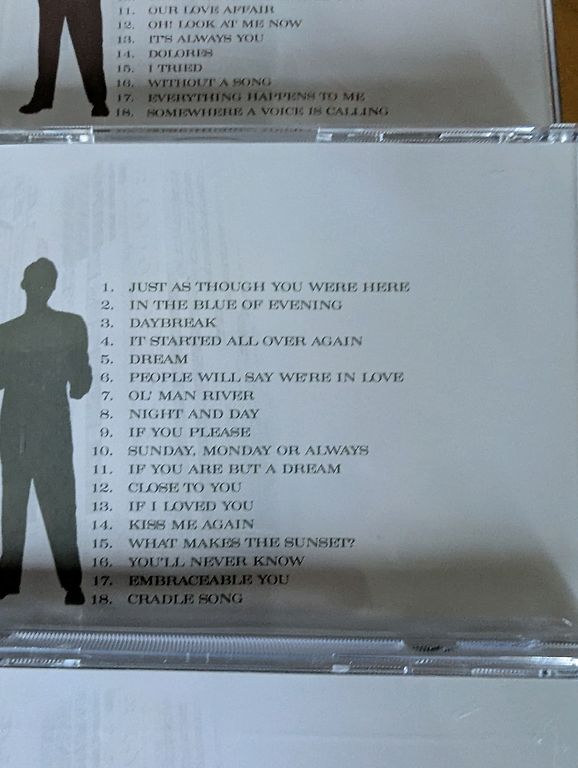 11. OUR LOVE AFFAIR
12. OH! LOOK AT ME NOW
13. IT'S ALWAYS YOU
14. DOLORES
15. I TRIED
16. WITHOUT A SONG
17. EVERYTHING HAPPENS TO ME
18. SOMEWHERE A VOICE IS CALLING
1. JUST AS THOUGH YOU WERE HERE
2. IN THE BLUE OF EVENING
3. DAYBREAK
4. IT STARTED ALL OVER AGAIN
5. DREAM
6. PEOPLE WILL SAY WE'RE IN LOVE
7. OL' MAN RIVER
8. NIGHT AND DAY
9. IF YOU PLEASE
10. SUNDAY, MONDAY OR ALWAYS
11. IF YOU ARE BUT A DREAM
12. CLOSE TO YOU
13. IF I LOVED YOU
14. KISS ME AGAIN
15. WHAT MAKES THE SUNSET?
16. YOU'LL NEVER KNOW
17. EMBRACEABLE YOU
18. CRADLE SONG